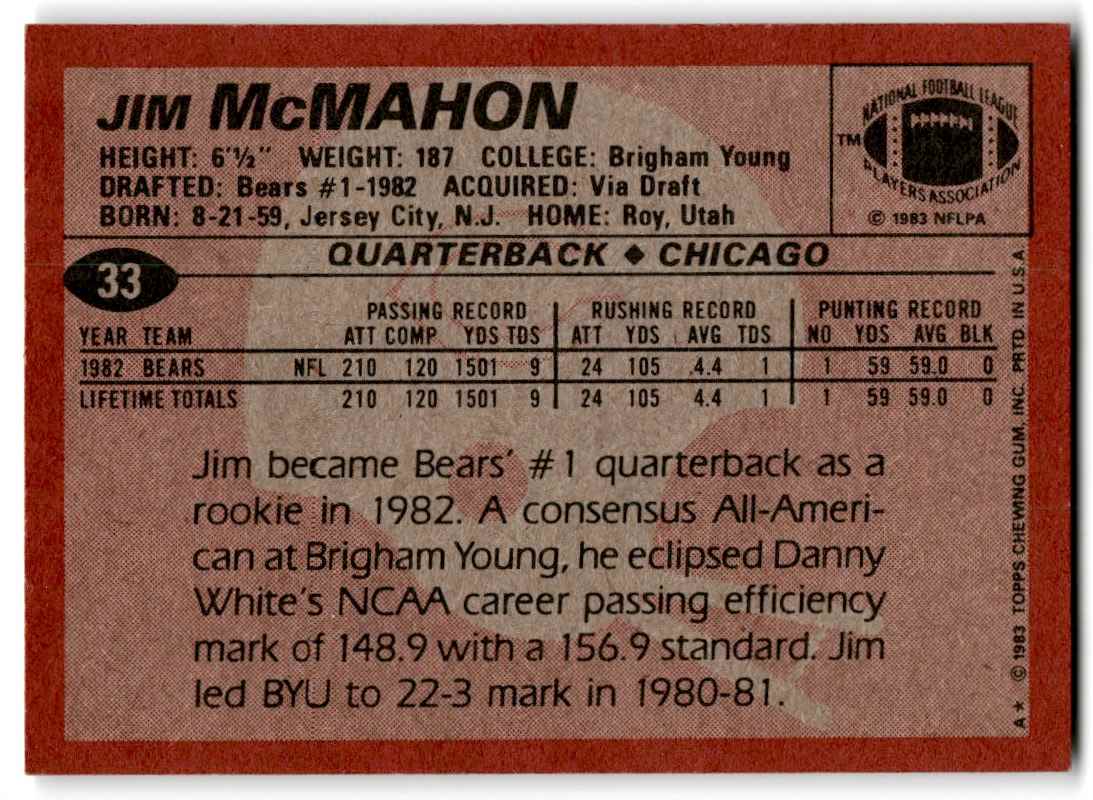 JIM McMAHON
HEIGHT: 6'½" WEIGHT: 187 COLLEGE: Brigham Young
DRAFTED: Bears #1-1982 ACQUIRED: Via Draft
BORN: 8-21-59, Jersey City, N.J. HOME: Roy, Utah
NATIONAL FOOTBALL LEAGUE
TM
PLAYERS ASSOCIATION
© 1983 NFLPA
QUARTERBACK ♦ CHICAGO
33
PASSING RECORD RUSHING RECORD PUNTING RECORD
YEAR TEAM ATT COMP YDS TDS ATT YDS AVG TDS NO YDS AVG BLK
1982 BEARS NFL 210 120 1501 9 24 105 4.4 1 1 59 59.0 0
LIFETIME TOTALS 210 120 1501 9 24 105 4.4 1 1 59 59.0 0
Jim became Bears' #1 quarterback as a
rookie in 1982. A consensus All-Ameri-
can at Brigham Young, he eclipsed Danny
White's NCAA career passing efficiency
mark of 148.9 with a 156.9 standard. Jim
led BYU to 22-3 mark in 1980-81.
A★ © 1983 TOPPS CHEWING GUM, INC. PRTD. IN U.S.A.